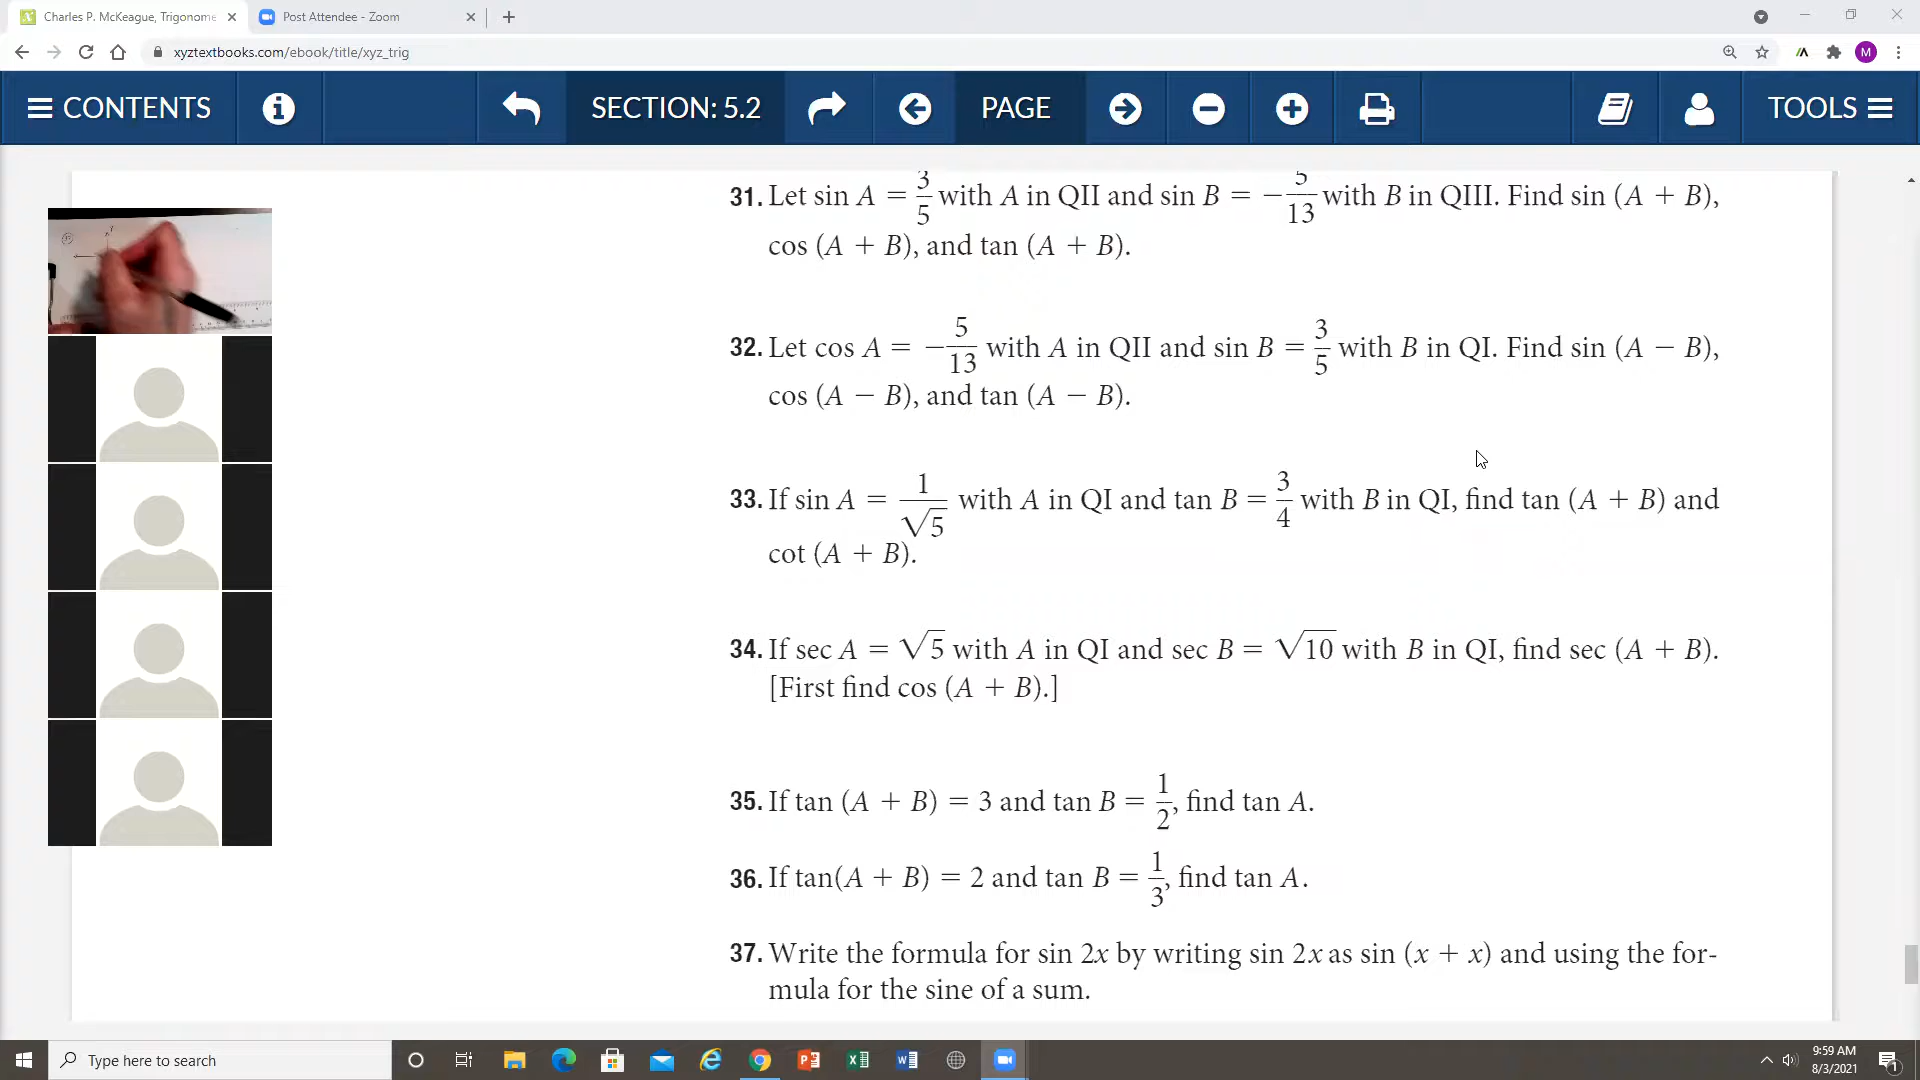 Charles P. McKeague, Trigonome
Post Attendee - Zoom
xyztextbooks.com/ebook/title/xyz_trig
M
CONTENTS
SECTION: 5.2
PAGE
TOOLS
31. Let sin A = 3/5 with A in QII and sin B = −5/13 with B in QIII. Find sin (A + B),
cos (A + B), and tan (A + B).
32. Let cos A = −5/13 with A in QII and sin B = 3/5 with B in QI. Find sin (A − B),
cos (A − B), and tan (A − B).
33. If sin A = 1/√5 with A in QI and tan B = 3/4 with B in QI, find tan (A + B) and
cot (A + B).
34. If sec A = √5 with A in QI and sec B = √10 with B in QI, find sec (A + B).
[First find cos (A + B).]
35. If tan (A + B) = 3 and tan B = 1/2, find tan A.
36. If tan(A + B) = 2 and tan B = 1/3, find tan A.
37. Write the formula for sin 2x by writing sin 2x as sin (x + x) and using the for-
mula for the sine of a sum.
Type here to search
9:59 AM
8/3/2021
1